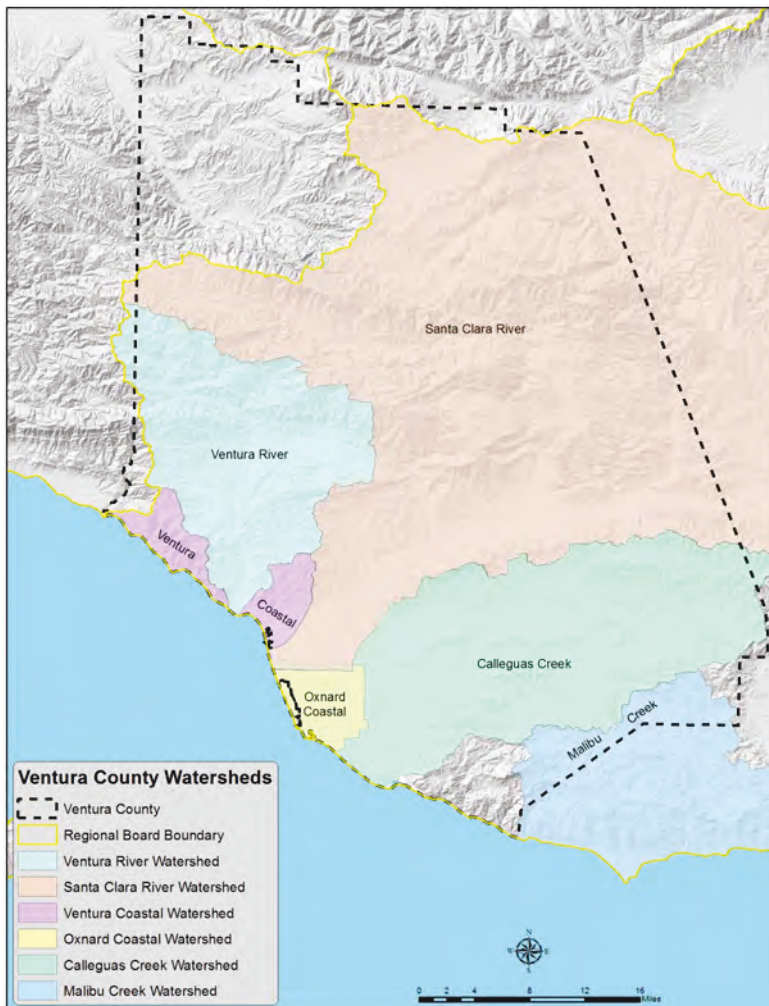 Santa Clara River
Ventura River
Ventura
Coastal
Calleguas Creek
Oxnard
Coastal
Malibu Creek
Ventura County Watersheds
Ventura County
Regional Board Boundary
Ventura River Watershed
Santa Clara River Watershed
Ventura Coastal Watershed
Oxnard Coastal Watershed
Calleguas Creek Watershed
Malibu Creek Watershed
N
W E
S
0 2 4 8 12 16
Miles